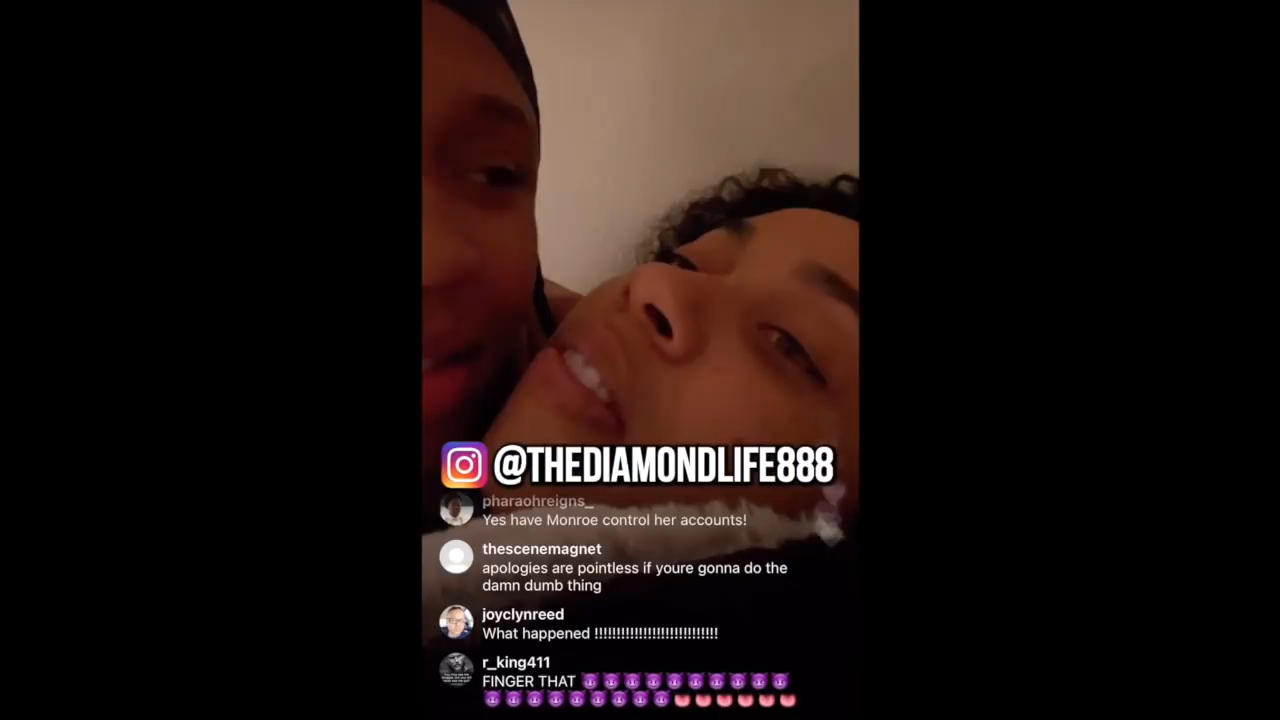 @THEDIAMONDLIFE888
pharaohreigns_
Yes have Monroe control her accounts!
thescenemagnet
apologies are pointless if youre gonna do the
damn dumb thing
joyclynreed
What happened !!!!!!!!!!!!!!!!!!!!!!!!!!!!
r_king411
FINGER THAT 😈😈😈😈😈😈😈😈😈😈
😈😈😈😈😈😈😈😈😈👅👅👅👅👅👅